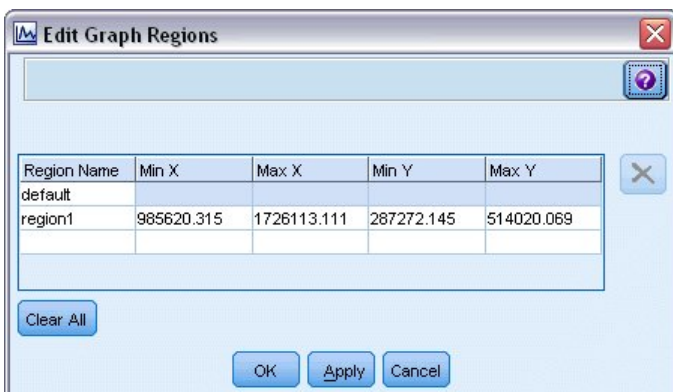 Edit Graph Regions
Region Name Min X Max X Min Y Max Y
default
region1 985620.315 1726113.111 287272.145 514020.069
Clear All
OK Apply Cancel